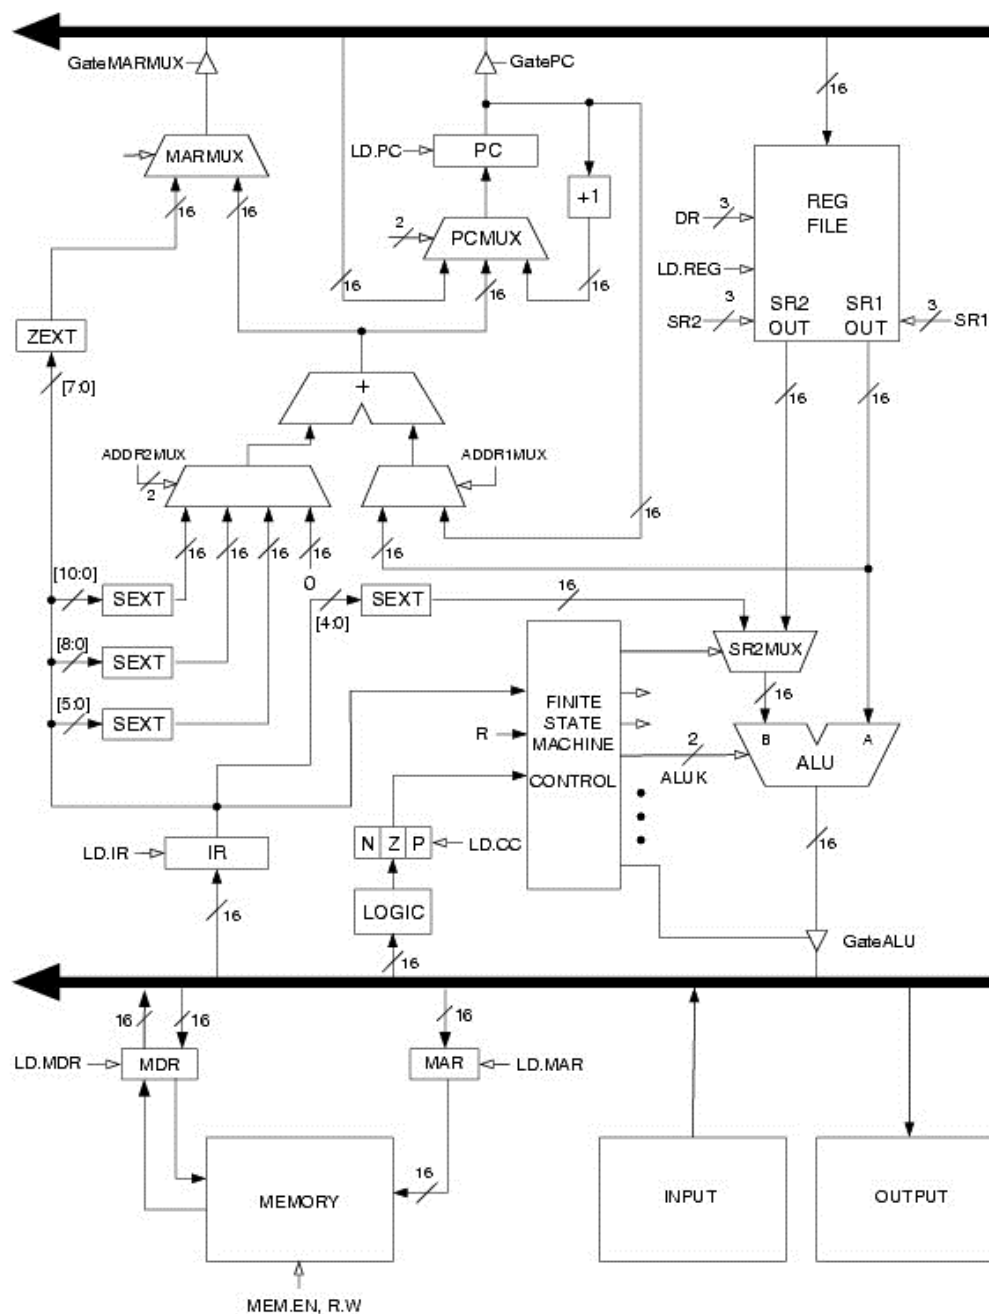 GateMARMUX
GatePC
16
MARMUX
LD.PC
PC
16
16
+1
REG
FILE
DR
3
2
PCMUX
LD.REG
16
16
16
SR2
3
SR2
OUT
SR1
OUT
3
SR1
ZEXT
[7:0]
+
16
16
ADDR2MUX
2
ADDR1MUX
16
16
16
16
16
16
0
[10:0]
SEXT
[4:0]
SEXT
16
[8:0]
SEXT
SR2MUX
16
[5:0]
SEXT
FINITE
STATE
MACHINE
CONTROL
R
2
ALUK
B
A
ALU
N Z P
LD.CC
LD.IR
IR
16
LOGIC
16
16
GateALU
16
16
16
LD.MDR
MDR
MAR
LD.MAR
16
MEMORY
INPUT
OUTPUT
MEM.EN, R.W